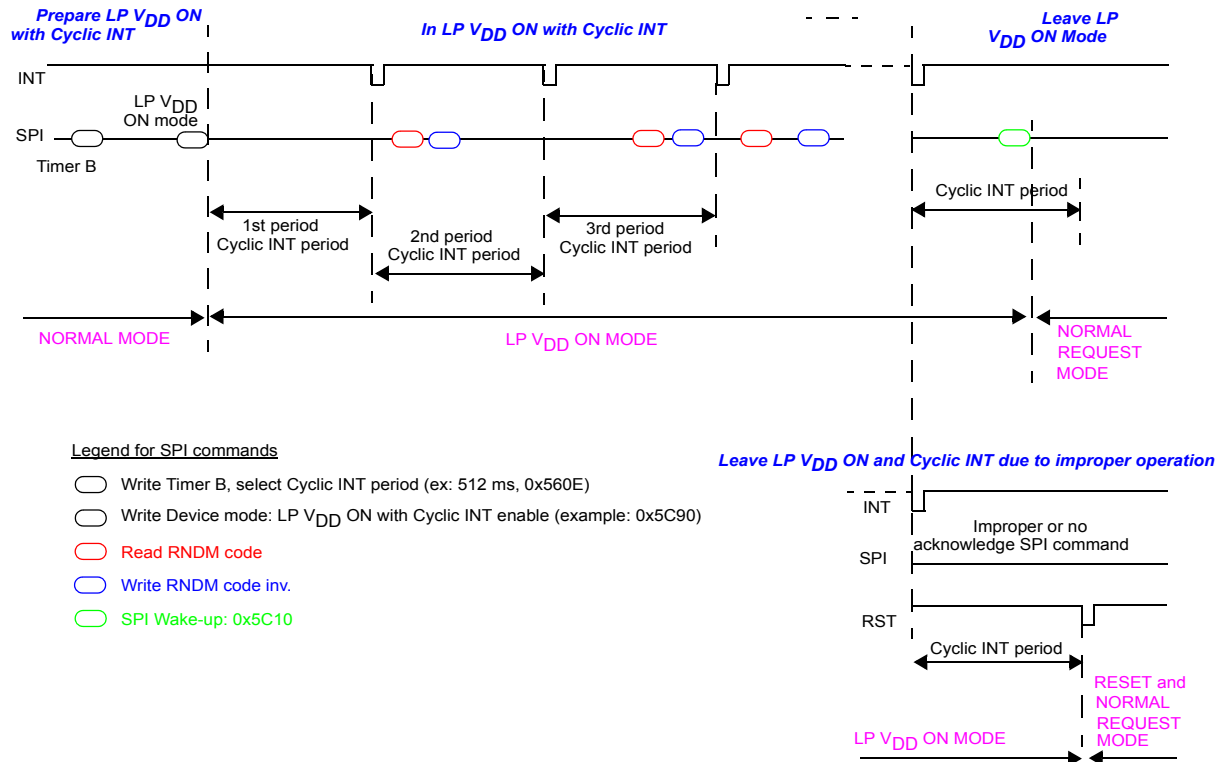 Prepare LP VDD ON
with Cyclic INT
In LP VDD ON with Cyclic INT
Leave LP
VDD ON Mode
INT
LP VDD
ON mode
SPI
Timer B
1st period
Cyclic INT period
2nd period
Cyclic INT period
3rd period
Cyclic INT period
Cyclic INT period
NORMAL MODE
LP VDD ON MODE
NORMAL
REQUEST
MODE
Legend for SPI commands
Write Timer B, select Cyclic INT period (ex: 512 ms, 0x560E)
Write Device mode: LP VDD ON with Cyclic INT enable (example: 0x5C90)
Read RNDM code
Write RNDM code inv.
SPI Wake-up: 0x5C10
Leave LP VDD ON and Cyclic INT due to improper operation
INT
Improper or no
acknowledge SPI command
SPI
RST
Cyclic INT period
RESET and
NORMAL
REQUEST
MODE
LP VDD ON MODE